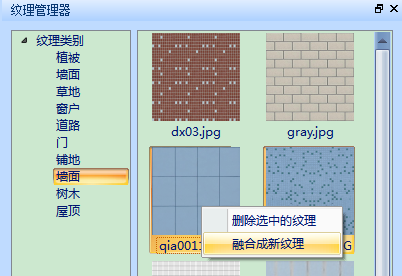 纹理管理器
纹理类别
植被
墙面
草地
窗户
道路
门
铺地
墙面
树木
屋顶
dx03.jpg
gray.jpg
qia0011
G
删除选中的纹理
融合成新纹理